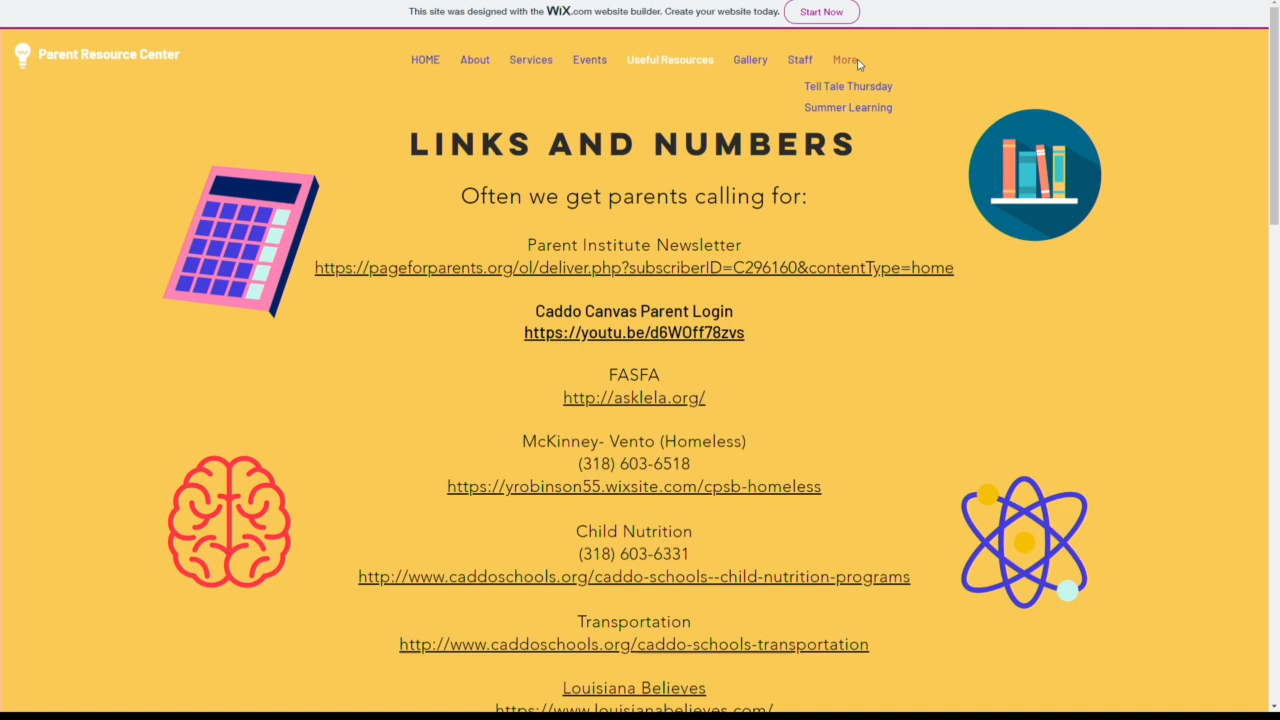 This site was designed with the WiX.com website builder. Create your website today. Start Now
Parent Resource Center
HOME About Services Events Useful Resources Gallery Staff More
Tell Tale Thursday
Summer Learning
LINKS AND NUMBERS
Often we get parents calling for:
Parent Institute Newsletter
https://pageforparents.org/ol/deliver.php?subscriberID=C296160&contentType=home
Caddo Canvas Parent Login
https://youtu.be/d6WOff78zvs
FASFA
http://asklela.org/
McKinney- Vento (Homeless)
(318) 603-6518
https://yrobinson55.wixsite.com/cpsb-homeless
Child Nutrition
(318) 603-6331
http://www.caddoschools.org/caddo-schools--child-nutrition-programs
Transportation
http://www.caddoschools.org/caddo-schools-transportation
Louisiana Believes
https://www.louisianabelieves.com/